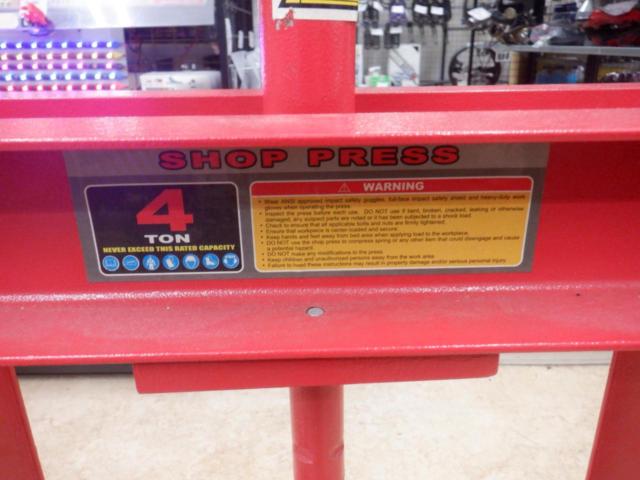 SHOP PRESS
4
TON
NEVER EXCEED THIS RATED CAPACITY
WARNING
• Wear ANSI approved impact safety goggles, full-face impact safety shield and heavy-duty work
gloves when operating the press.
• Inspect the press before each use. DO NOT use if bent, broken, cracked, leaking or otherwise
damaged, any suspect parts are noted or it has been subjected to a shock load.
• Check to ensure that all applicable bolts and nuts are firmly tightened.
• Ensure that workpiece is center-loaded and secure.
• Keep hands and feet away from bed area when applying load to the workpiece.
• DO NOT use the shop press to compress spring or any other item that could disengage and cause
a potential hazard.
• DO NOT make any modifications to the press.
• Keep children and unauthorized persons away from the work area.
• Failure to heed these instructions may result in property damage and/or serious personal injury.